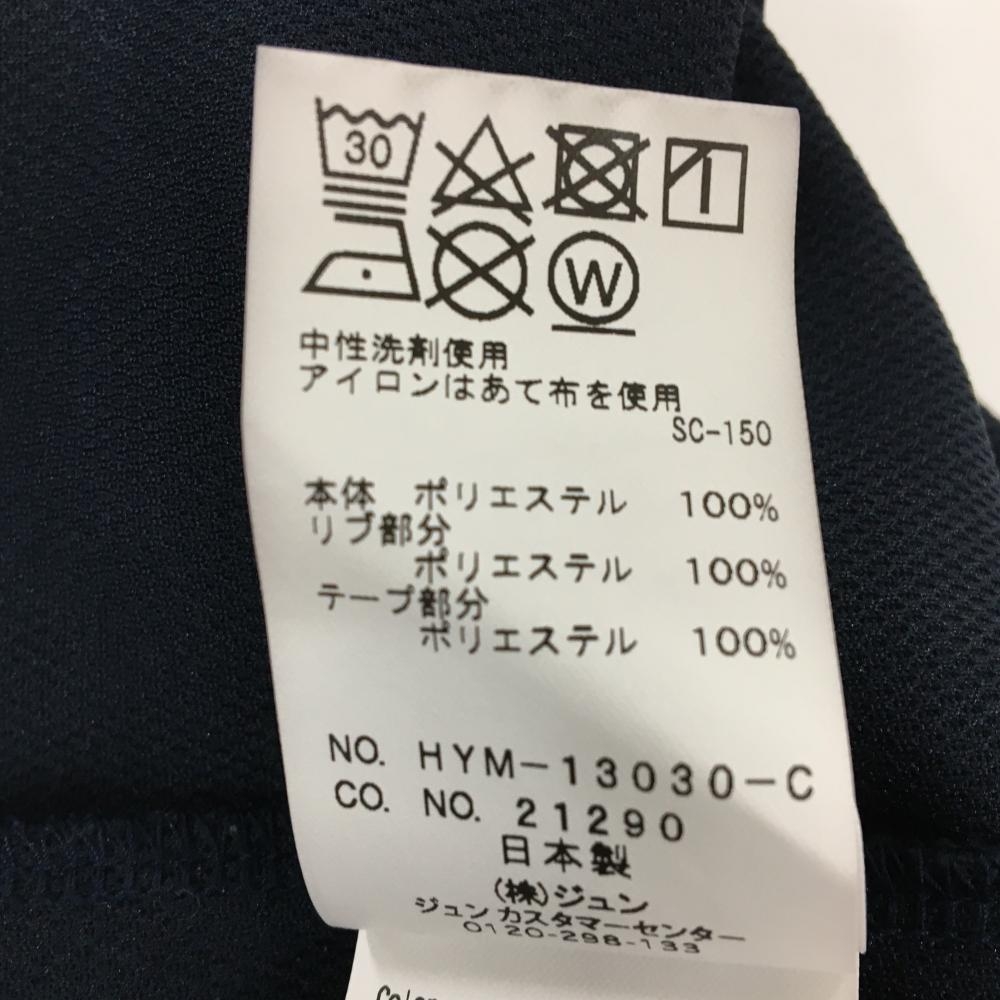 30
W
中性洗剤使用
アイロンはあて布を使用
SC-150
本体 ポリエステル 100%
リブ部分
ポリエステル 100%
テープ部分
ポリエステル 100%
NO. HYM-13030-C
CO. NO. 21290
日本製
(株)ジュン
ジュンカスタマーセンター
0120-298-133
Color